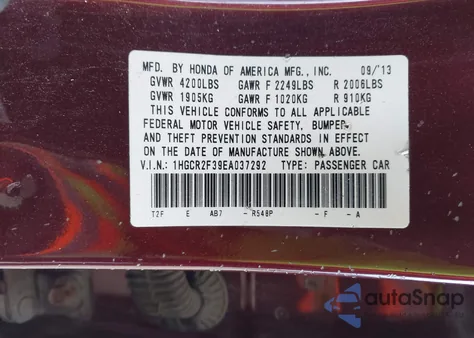 MFD. BY HONDA OF AMERICA MFG., INC. 09/13
GVWR 4200LBS GAWR F 2249LBS R 2006LBS
GVWR 1905KG GAWR F 1020KG R 910KG
THIS VEHICLE CONFORMS TO ALL APPLICABLE
FEDERAL MOTOR VEHICLE SAFETY, BUMPER,
AND THEFT PREVENTION STANDARDS IN EFFECT
ON THE DATE OF MANUFACTURE SHOWN ABOVE.
V.I.N.: 1HGCR2F39EA037292 TYPE: PASSENGER CAR
T2F E AB7 - R548P - F - A
autoSnap